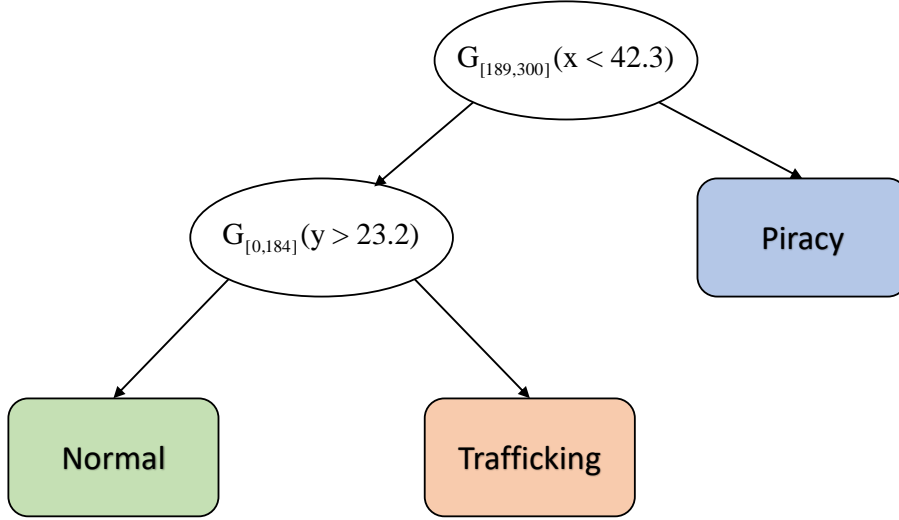 G[189,300](x < 42.3)
G[0,184](y > 23.2)
Piracy
Normal
Trafficking